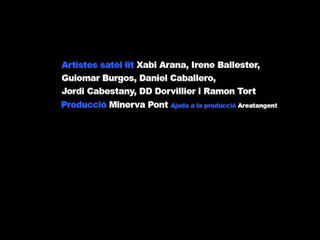 Artistes satèl·lit Xabi Arana, Irene Ballester,
Guiomar Burgos, Daniel Caballero,
Jordi Cabestany, DD Dorvillier i Ramon Tort
Producció Minerva Pont Ajuda a la producció Areatangent